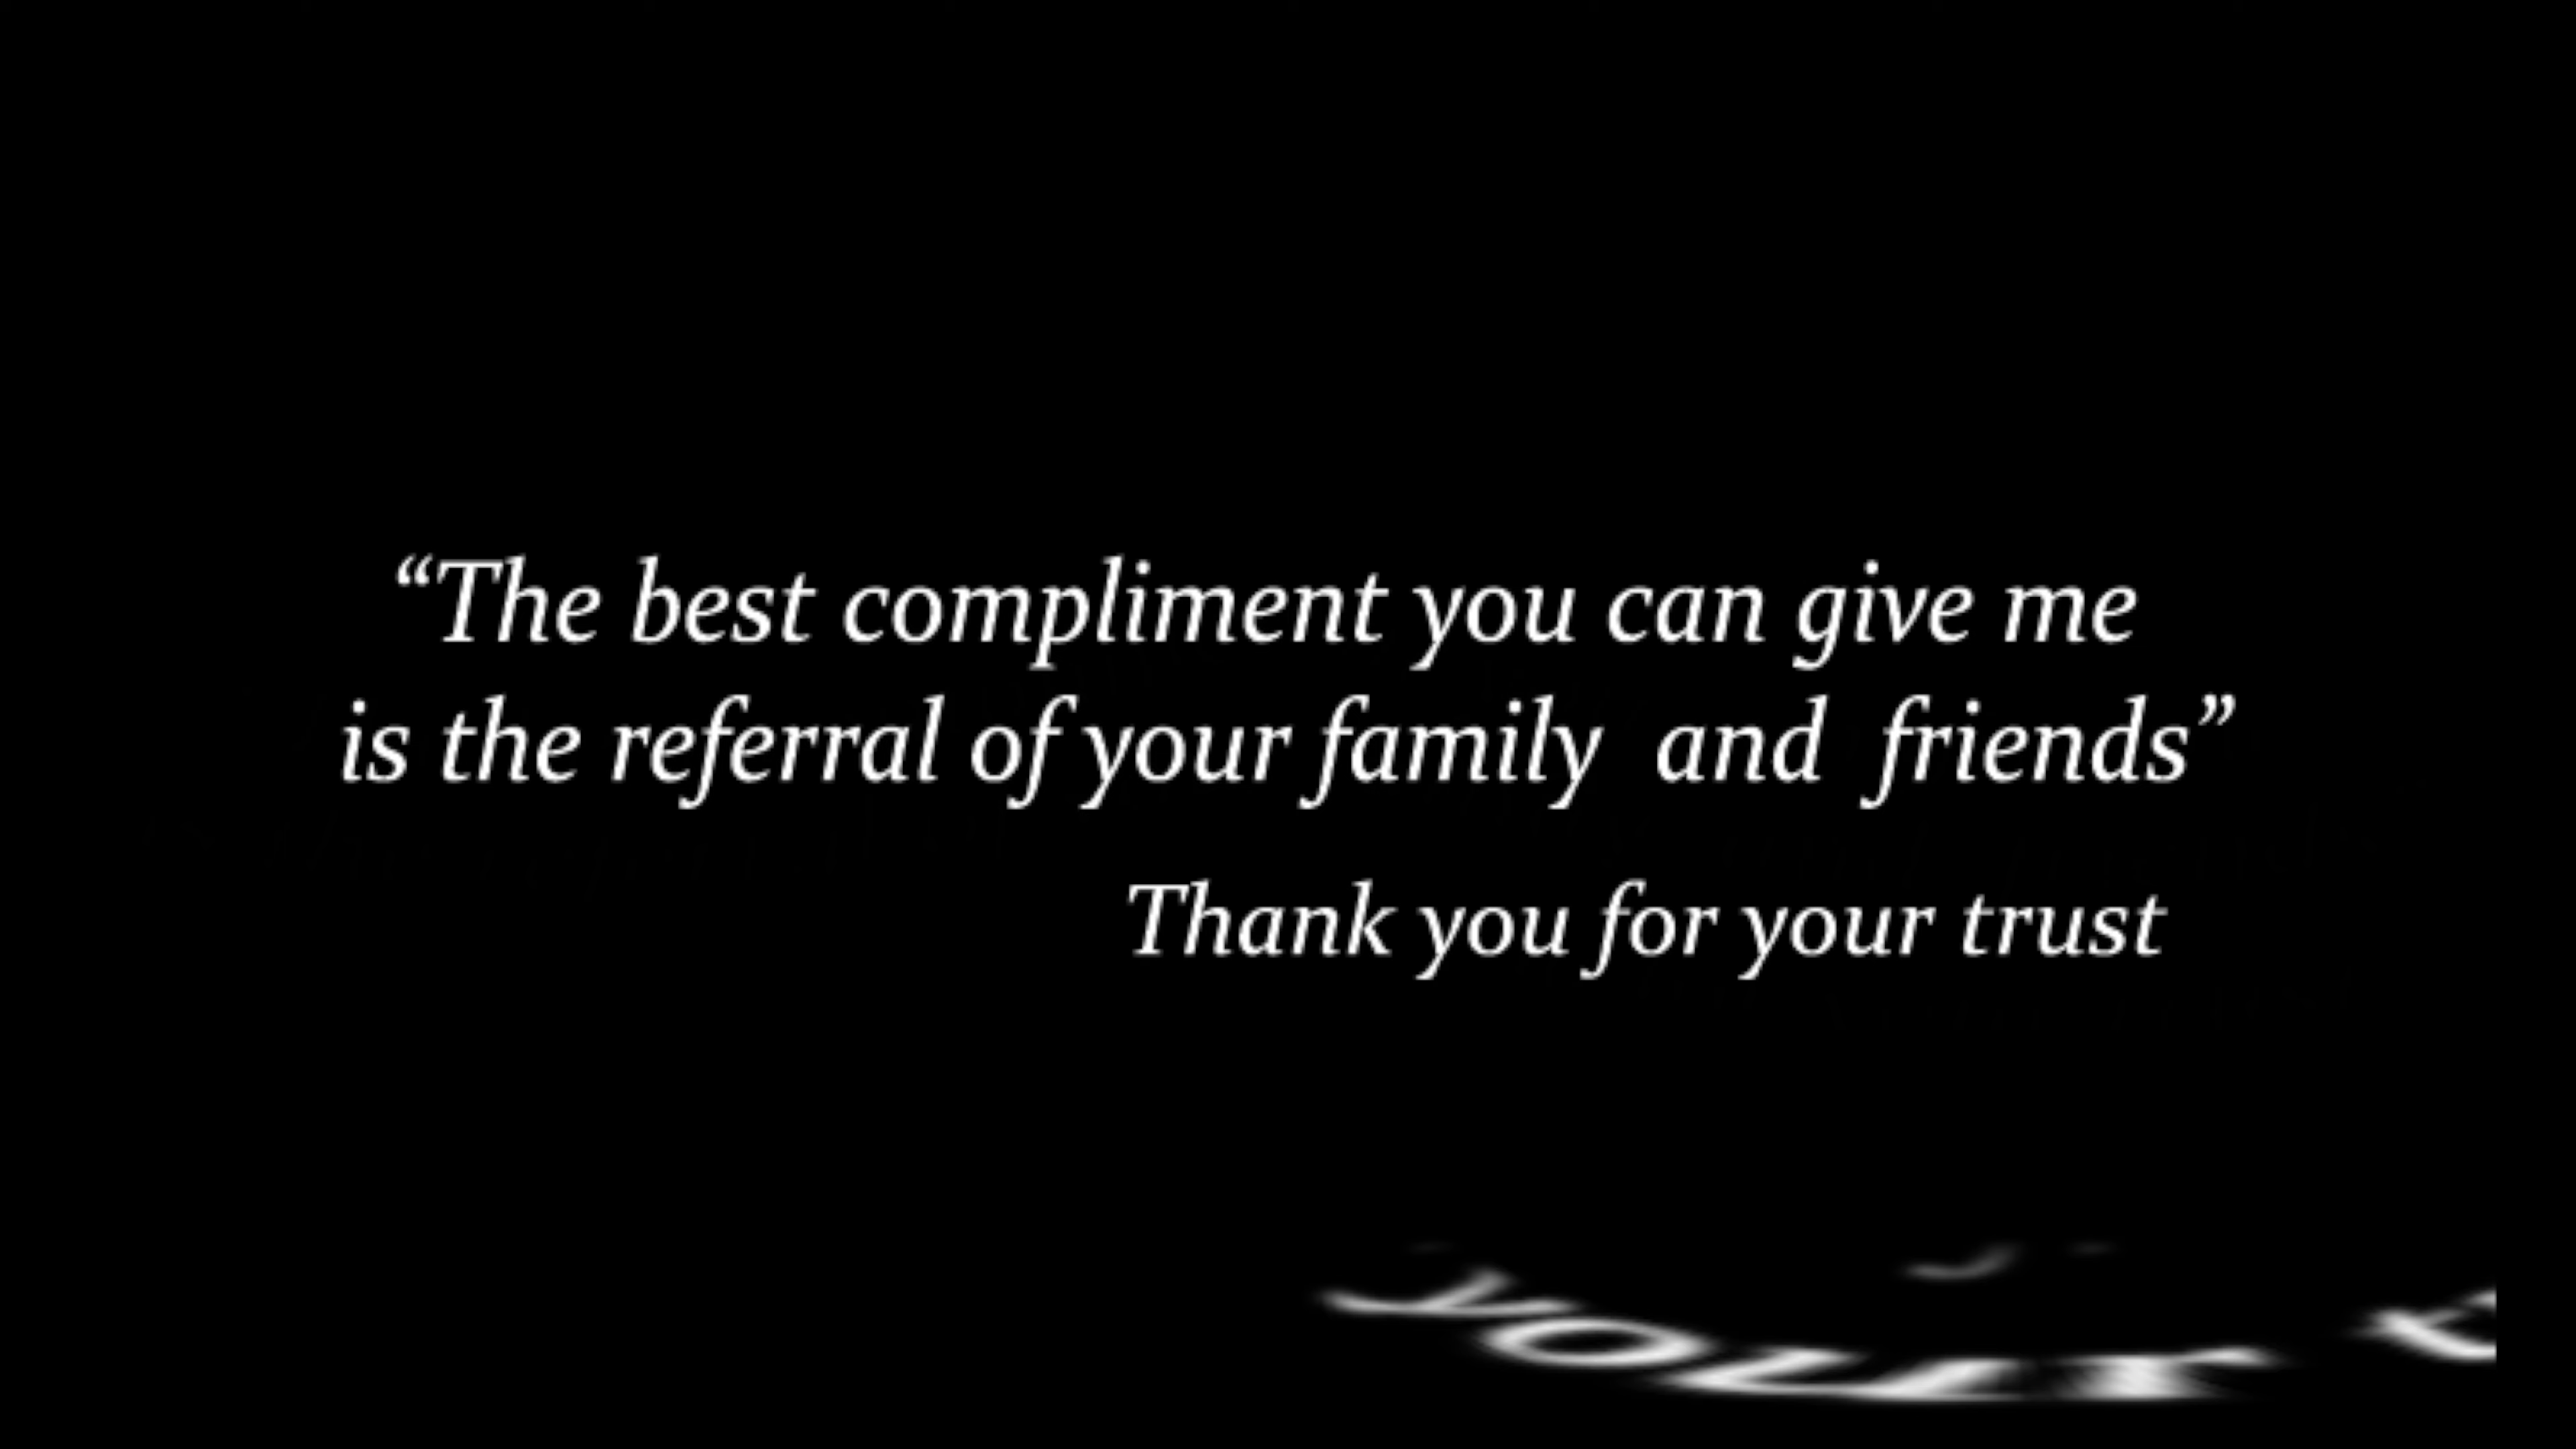 “The best compliment you can give me
is the referral of your family and friends”
Thank you for your trust
your